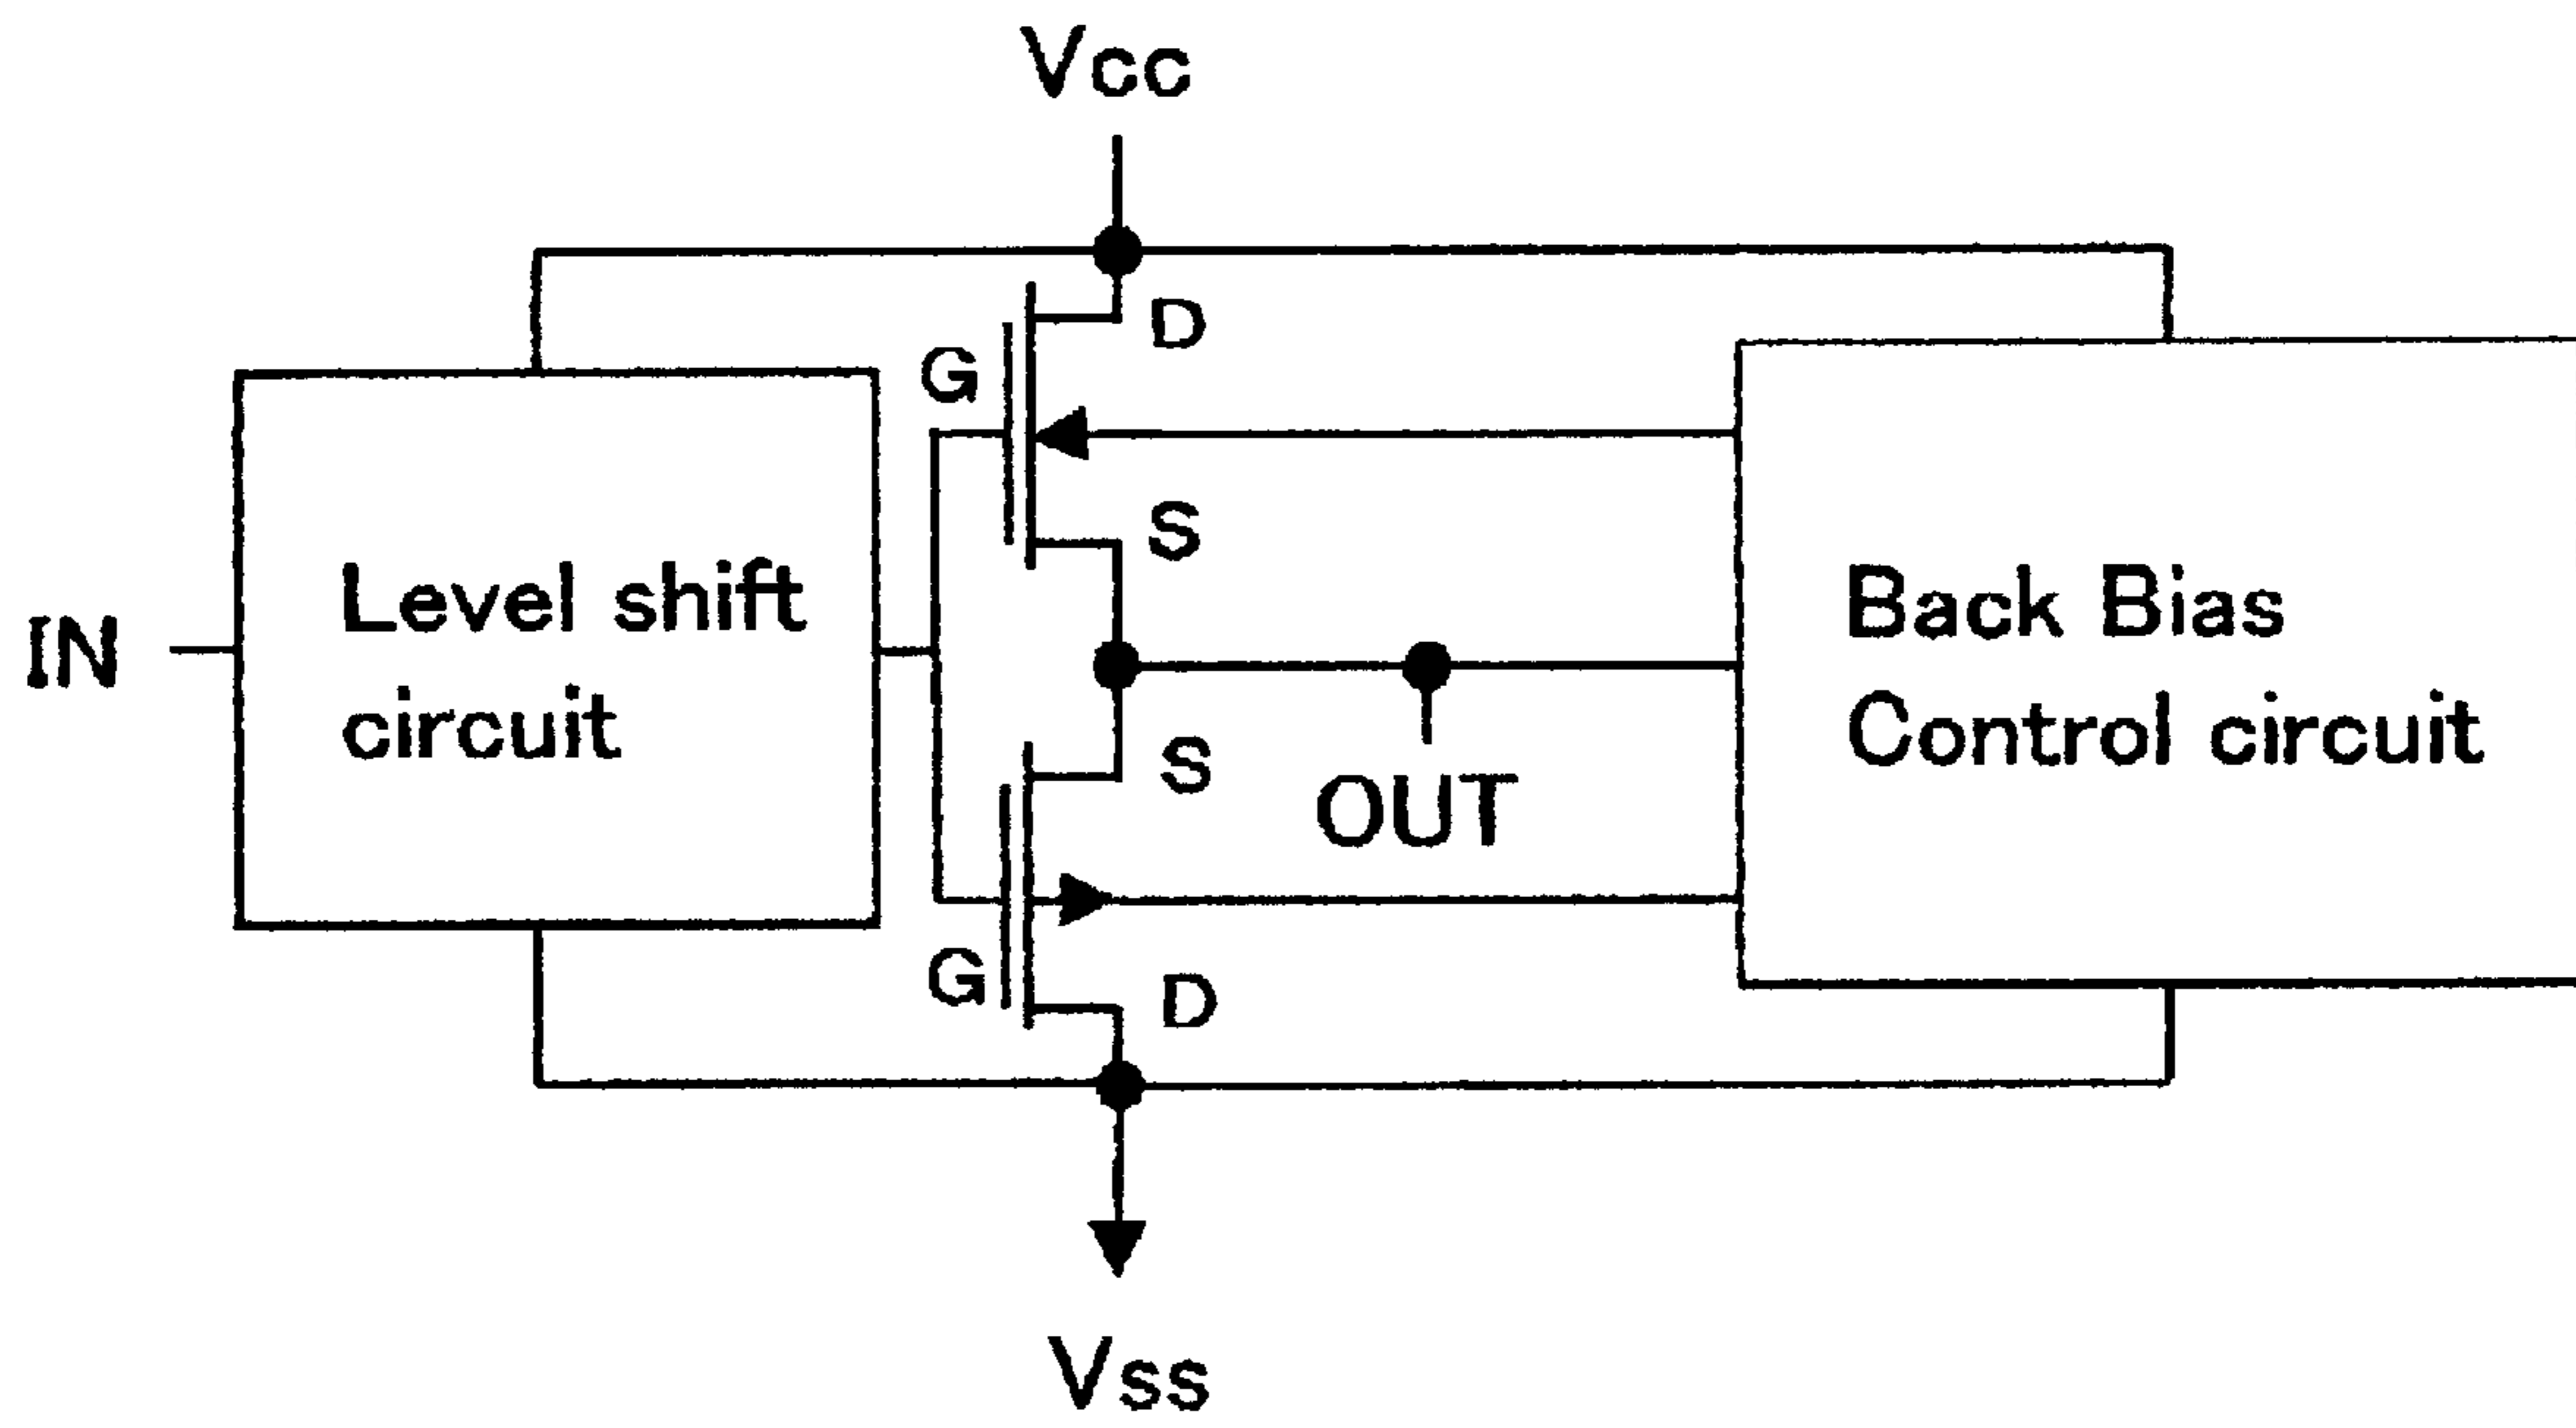 Vcc
D
G
S
Level shift
circuit
IN
Back Bias
Control circuit
S
OUT
G
D
Vss